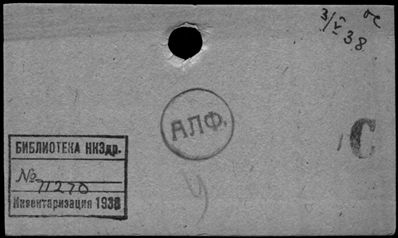 3/V 38
АЛФ.
С
БИБЛИОТЕКА НКЗдр.
№ 71270
Инвентаризация 1938